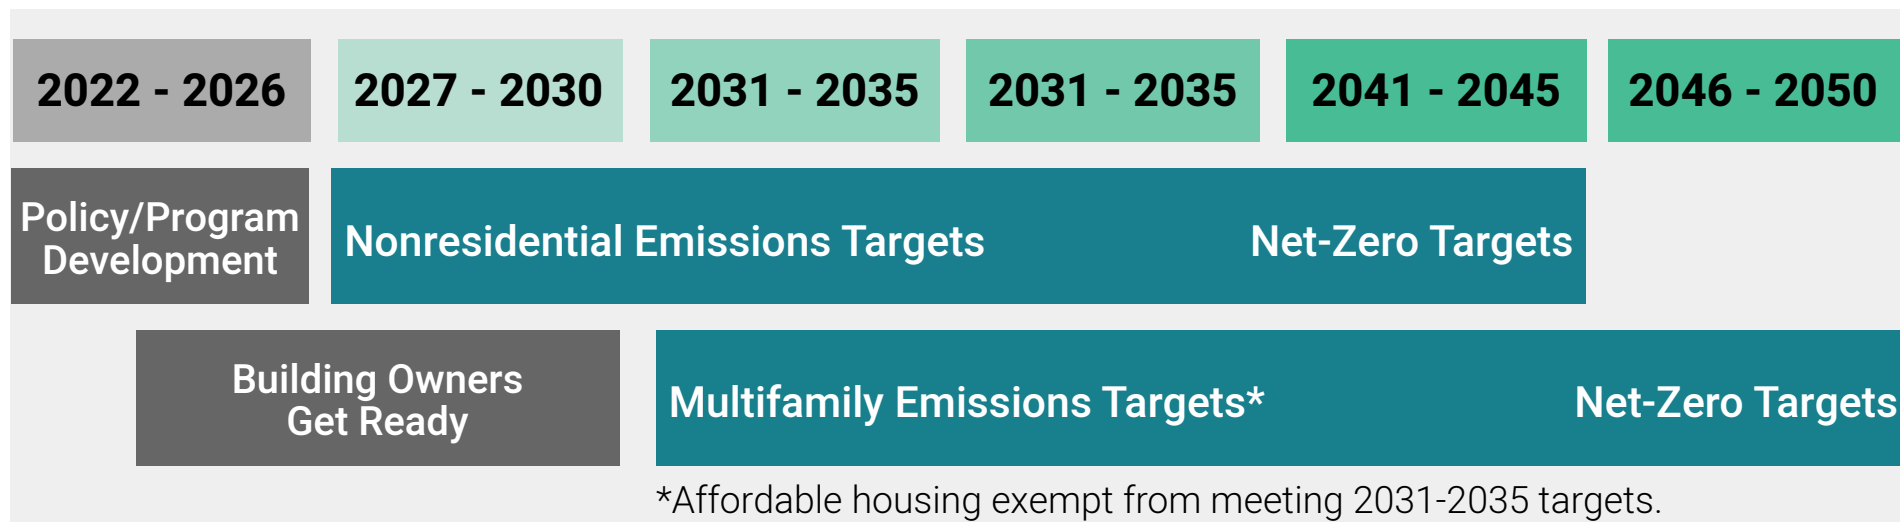 2022 - 2026
2027 - 2030
2031 - 2035
2031 - 2035
2041 - 2045
2046 - 2050
Policy/Program
Development
Nonresidential Emissions Targets
Net-Zero Targets
Building Owners
Get Ready
Multifamily Emissions Targets*
Net-Zero Targets
*Affordable housing exempt from meeting 2031-2035 targets.